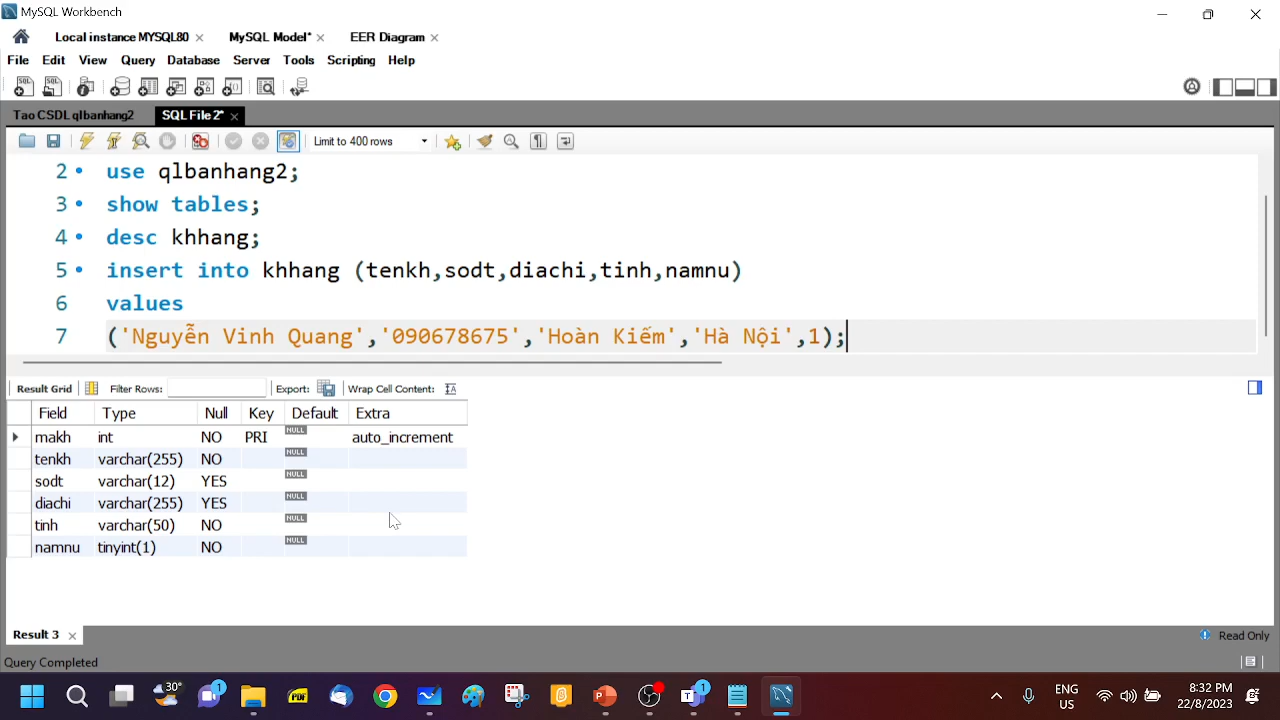 MySQL Workbench
Local instance MYSQL80 MySQL Model* EER Diagram
File Edit View Query Database Server Tools Scripting Help
Tao CSDL qlbanhang2 SQL File 2*
Limit to 400 rows
2 use qlbanhang2;
3 show tables;
4 desc khhang;
5 insert into khhang (tenkh,sodt,diachi,tinh,namnu)
6 values
7 ('Nguyễn Vinh Quang','090678675','Hoàn Kiếm','Hà Nội',1);
Result Grid Filter Rows: Export: Wrap Cell Content:
Field Type Null Key Default Extra
makh int NO PRI NULL auto_increment
tenkh varchar(255) NO NULL
sodt varchar(12) YES NULL
diachi varchar(255) YES NULL
tinh varchar(50) NO NULL
namnu tinyint(1) NO NULL
Result 3 Read Only
Query Completed
30° 1 PDF 1 ENG 8:32 PM
US 22/8/2023